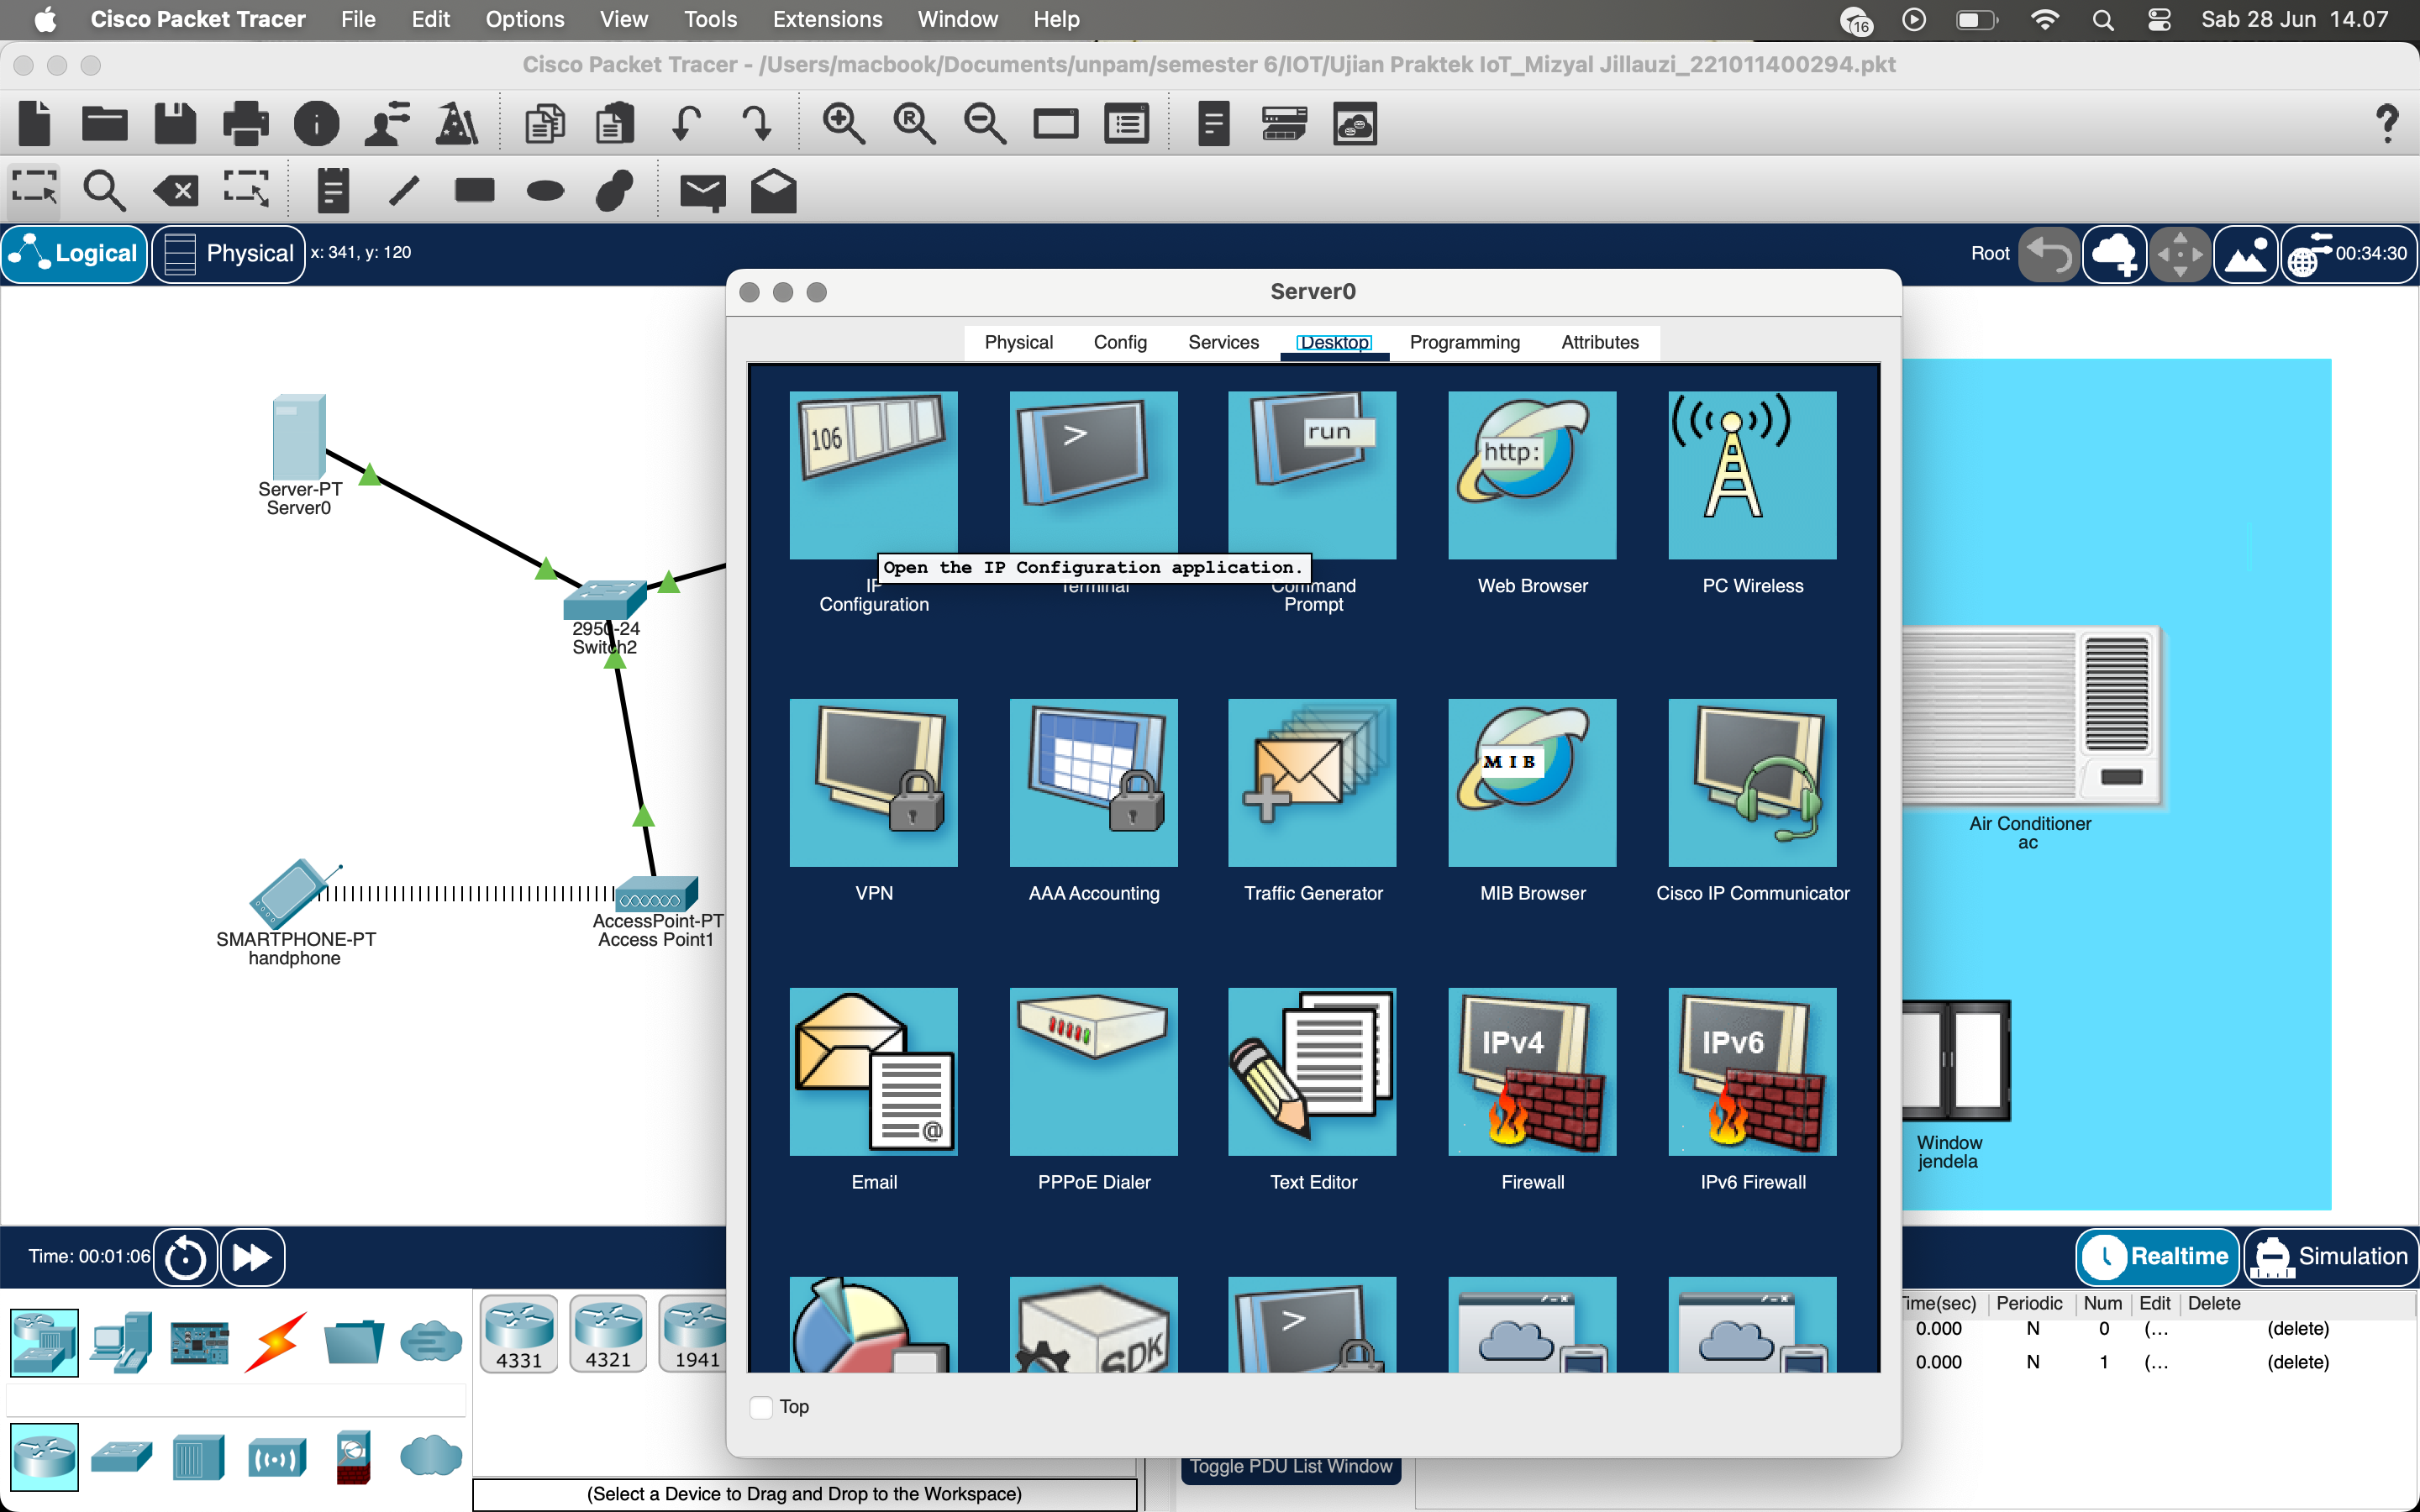 Cisco Packet Tracer File Edit Options View Tools Extensions Window Help 16 Sab 28 Jun 14.07
Cisco Packet Tracer - /Users/macbook/Documents/unpam/semester 6/IOT/Ujian Praktek IoT_Mizyal Jillauzi_221011400294.pkt
Logical Physical x: 341, y: 120 Root 00:34:30
Server-PT
Server0
2950-24
Switch2
SMARTPHONE-PT
handphone
AccessPoint-PT
Access Point1
Server0
Physical Config Services Desktop Programming Attributes
106
>
run
http:
Open the IP Configuration application.
IP
Configuration
Terminal
Command
Prompt
Web Browser
PC Wireless
MIB
VPN
AAA Accounting
Traffic Generator
MIB Browser
Cisco IP Communicator
@
IPv4
IPv6
Email
PPPoE Dialer
Text Editor
Firewall
IPv6 Firewall
SDK
>
Top
Air Conditioner
ac
Window
jendela
Time: 00:01:06
Realtime Simulation
4331 4321 1941
Time(sec) Periodic Num Edit Delete
0.000 N 0 (... (delete)
0.000 N 1 (... (delete)
Toggle PDU List Window
(Select a Device to Drag and Drop to the Workspace)